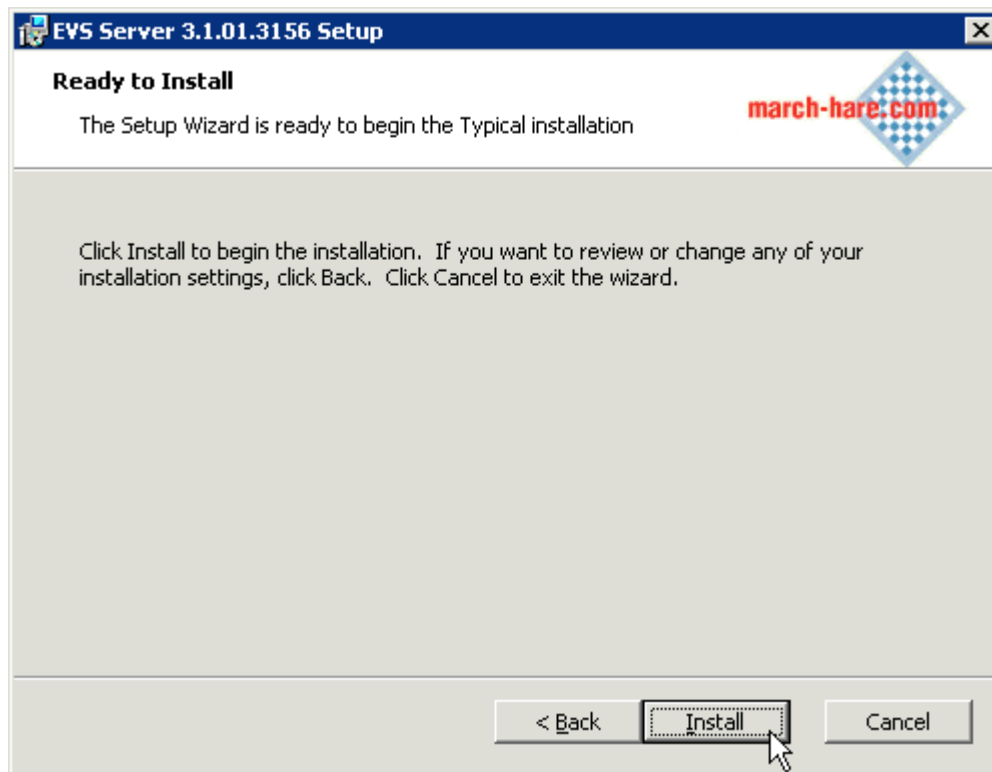 EVS Server 3.1.01.3156 Setup
Ready to Install
The Setup Wizard is ready to begin the Typical installation
march-hare.com
Click Install to begin the installation.  If you want to review or change any of your
installation settings, click Back.  Click Cancel to exit the wizard.
< Back
Install
Cancel